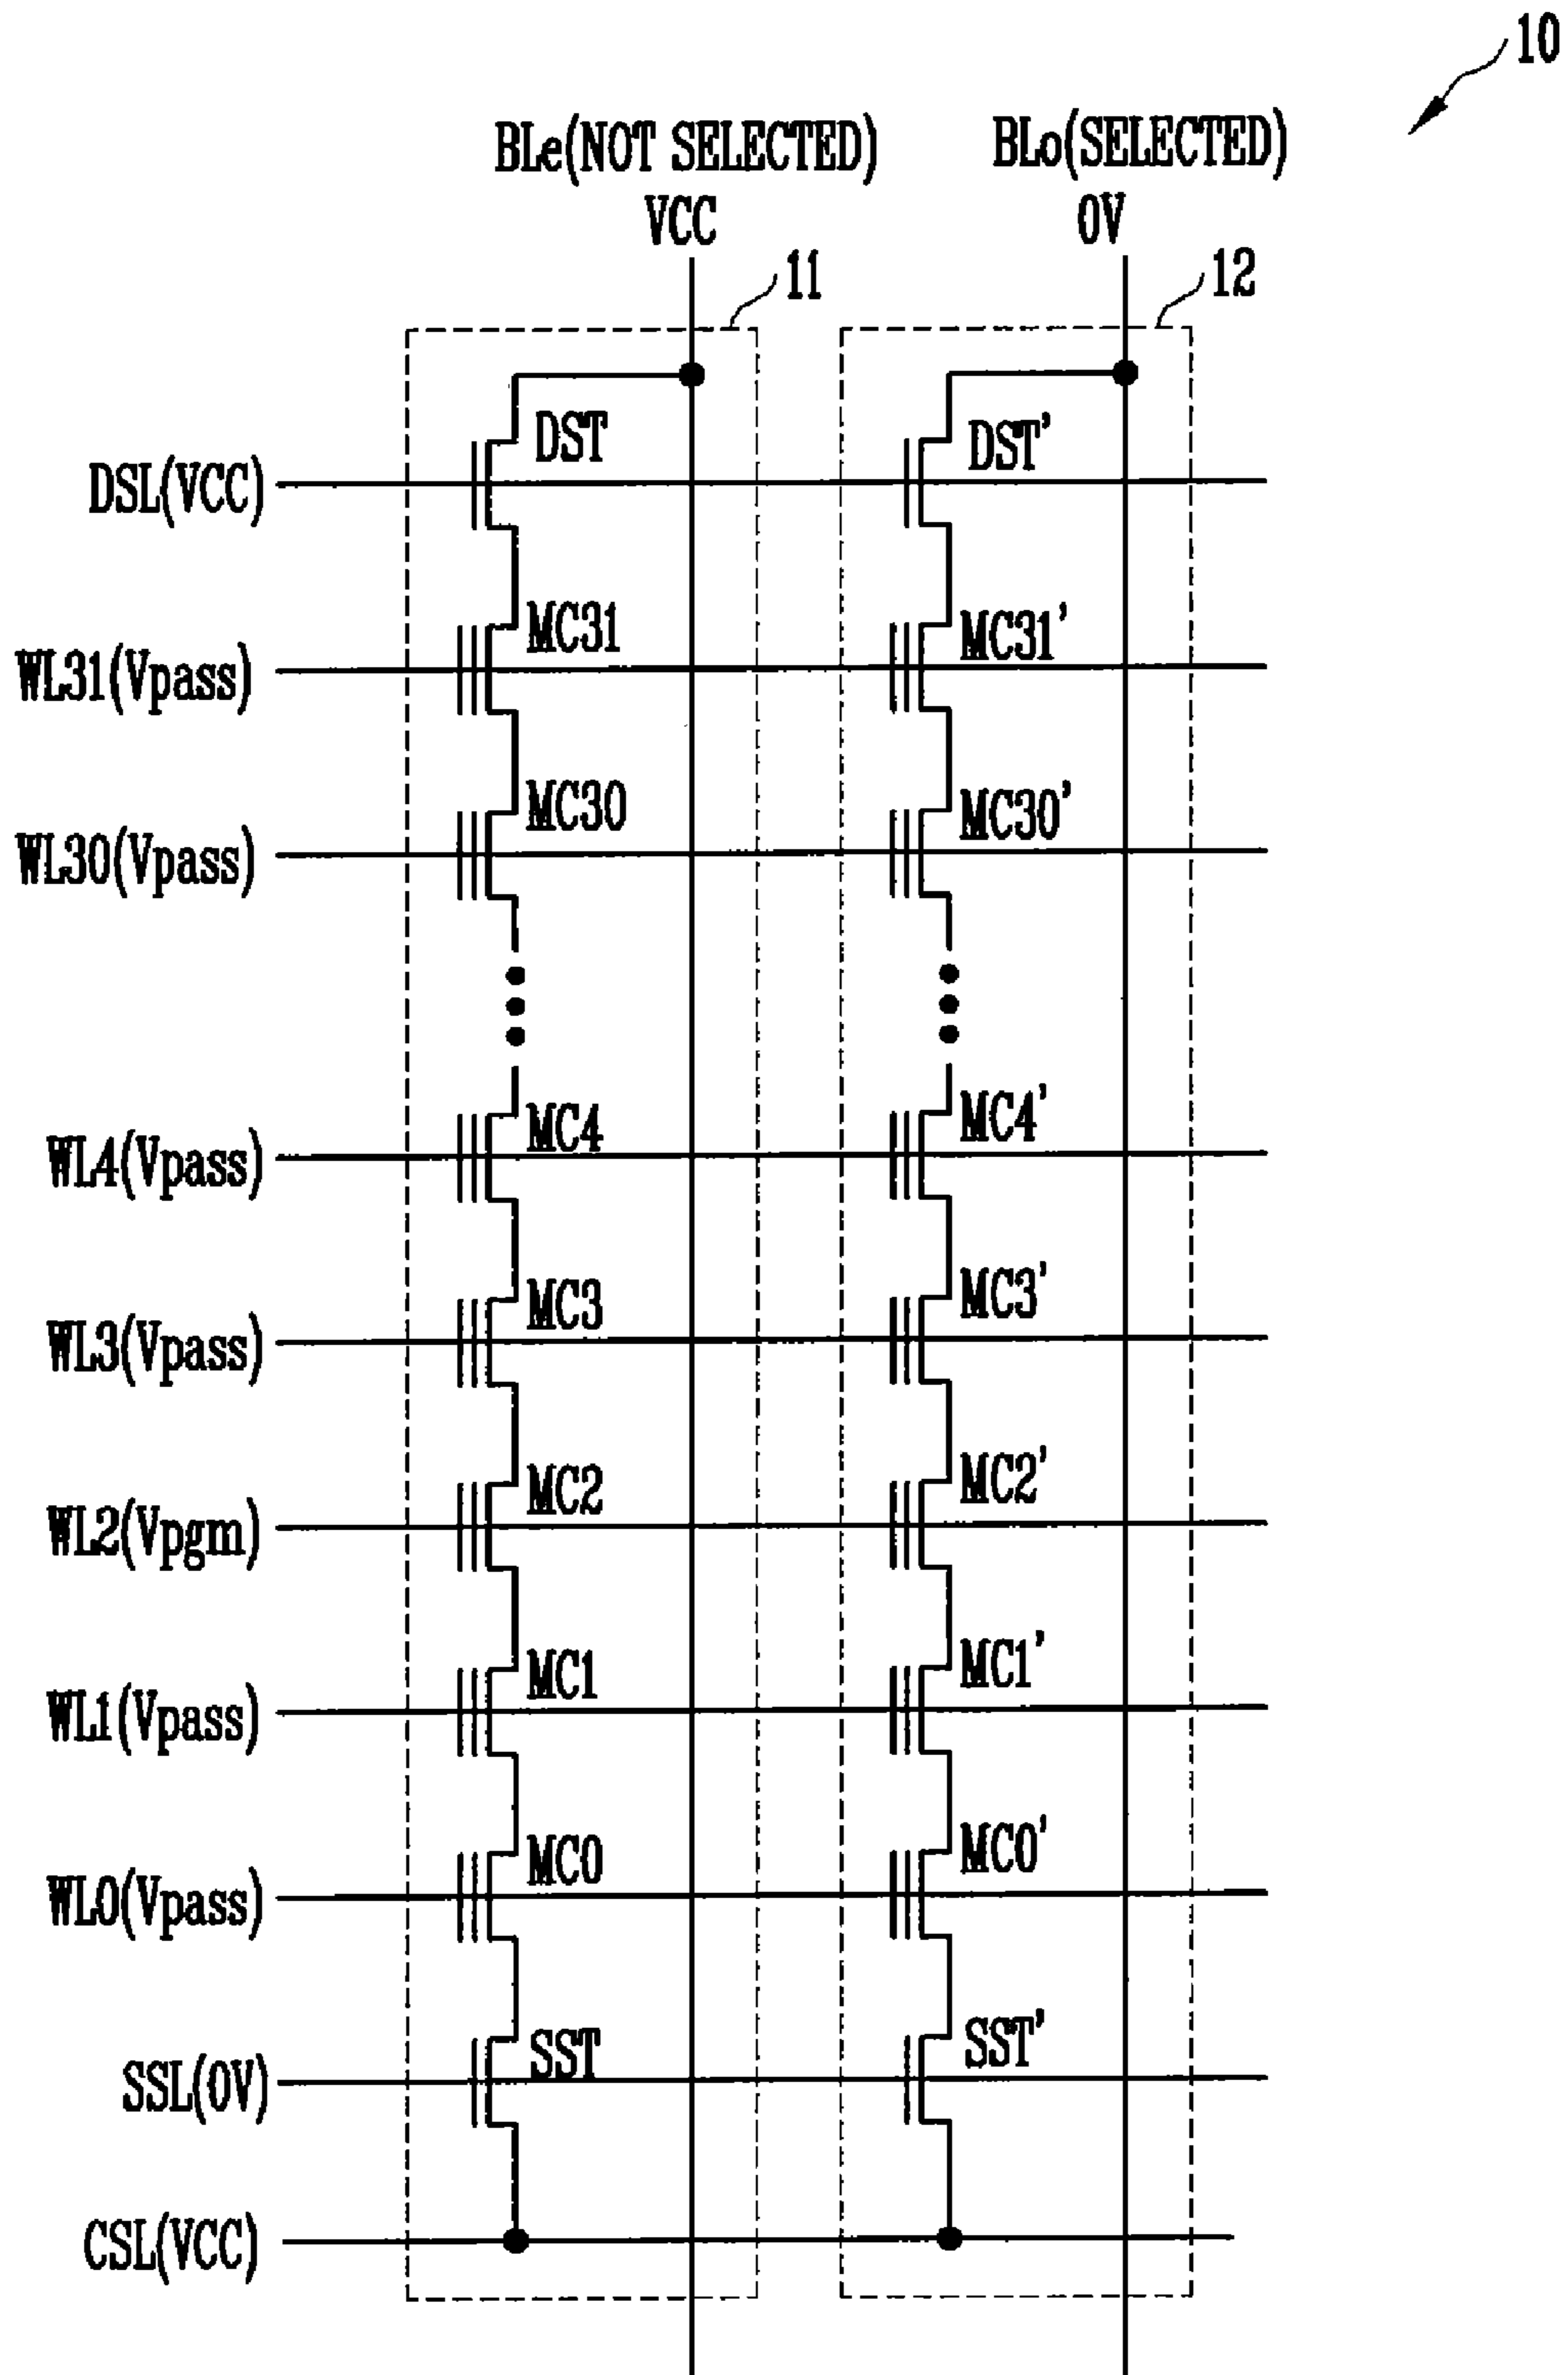 10
BLe(NOT SELECTED) BLo(SELECTED)
VCC 0V
11 12
DST DST'
DSL(VCC)
MC31 MC31'
WL31(Vpass)
MC30 MC30'
WL30(Vpass)
MC4 MC4'
WL4(Vpass)
MC3 MC3'
WL3(Vpass)
MC2 MC2'
WL2(Vpgm)
MC1 MC1'
WL1(Vpass)
MC0 MC0'
WL0(Vpass)
SST SST'
SSL(0V)
CSL(VCC)